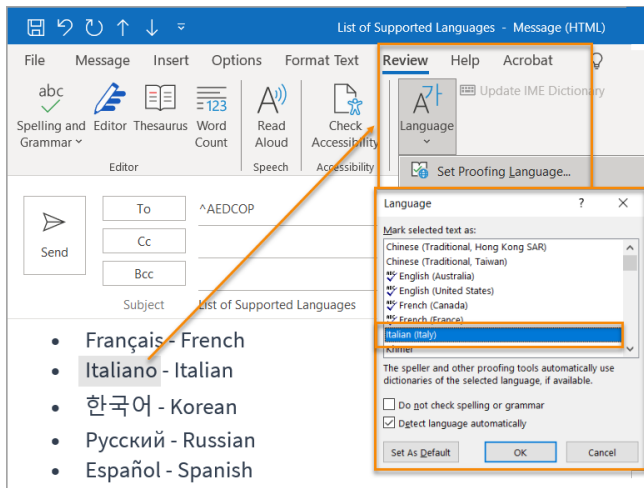 List of Supported Languages - Message (HTML)
File Message Insert Options Format Text Review Help Acrobat
abc
Spelling and Grammar
Editor
Thesaurus
123
Word Count
Read Aloud
Check Accessibility
A가
Language
Update IME Dictionary
Editor
Speech
Accessibility
Set Proofing Language...
Send
To
^AEDCOP
Cc
Bcc
Subject
List of Supported Languages
Language ? ×
Mark selected text as:
Chinese (Traditional, Hong Kong SAR)
Chinese (Traditional, Taiwan)
English (Australia)
English (United States)
French (Canada)
French (France)
Italian (Italy)
Khmer
The speller and other proofing tools automatically use
dictionaries of the selected language, if available.
Do not check spelling or grammar
Detect language automatically
Set As Default
OK
Cancel
• Français - French
• Italiano - Italian
• 한국어 - Korean
• Русский - Russian
• Español - Spanish